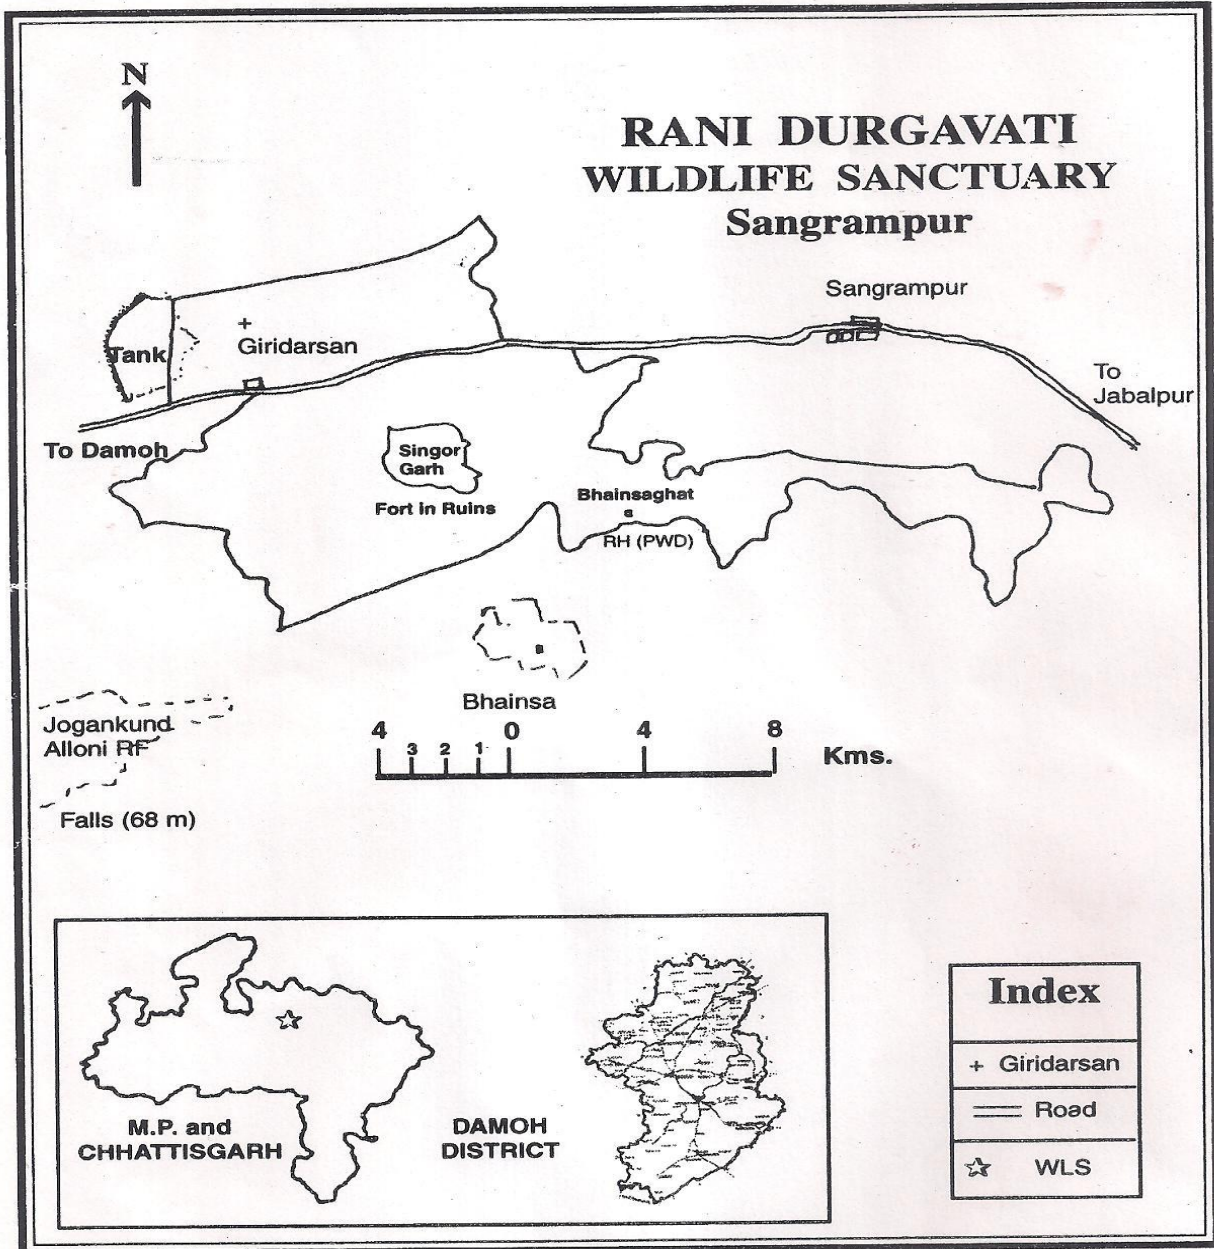 N
RANI DURGAVATI
WILDLIFE SANCTUARY
Sangrampur
Sangrampur
Tank
+
Giridarsan
To
Jabalpur
To Damoh
Singor
Garh
Fort in Ruins
Bhainsaghat
RH (PWD)
Bhainsa
Jogankund
Alloni RF
Falls (68 m)
4 3 2 1 0 4 8 Kms.
M.P. and
CHHATTISGARH
DAMOH
DISTRICT
Index
+ Giridarsan
Road
WLS